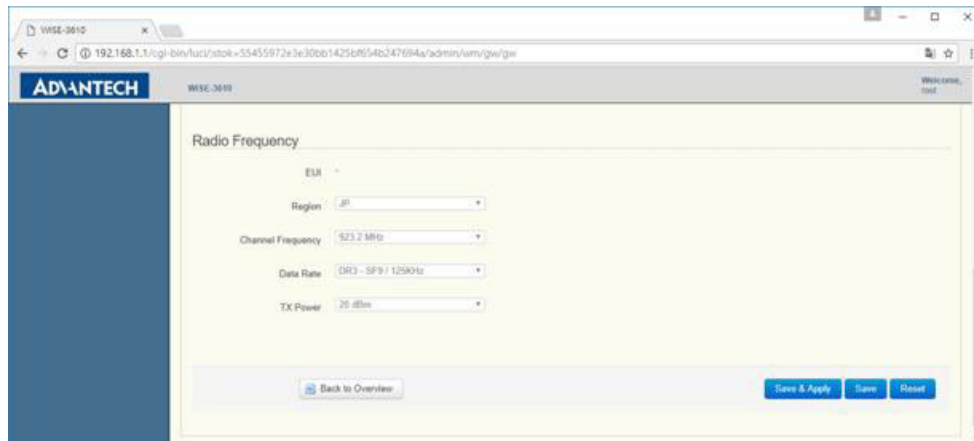 WISE-3610
192.168.1.1/cgi-bin/luci/;stok=55455972e3e30bb1425bf654b247694a/admin/wm/gw/gw
ADVANTECH
WISE-3610
Welcome,
root
Radio Frequency
EUI -
Region JP
Channel Frequency 923.2 MHz
Data Rate DR3 - SF9 / 125KHz
TX Power 20 dBm
Back to Overview Save & Apply Save Reset